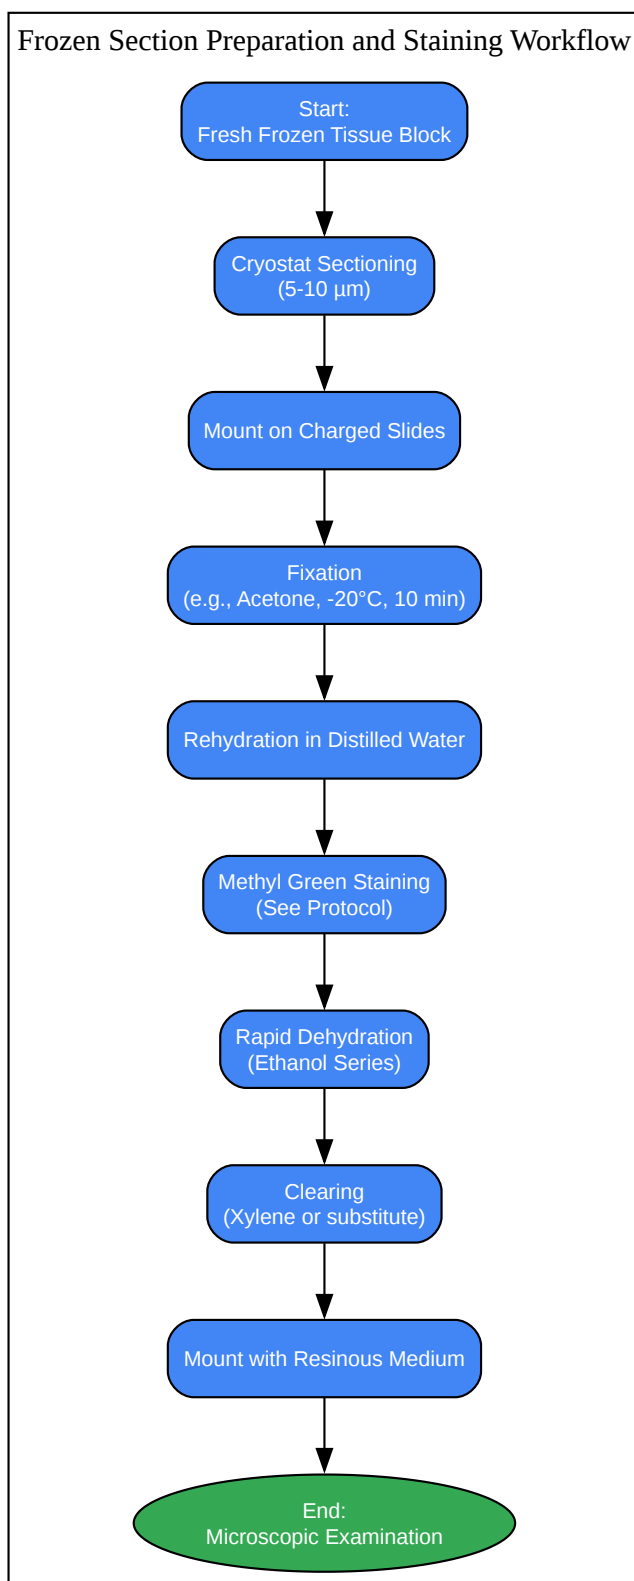 Frozen Section Preparation and Staining Workflow
Start:
Fresh Frozen Tissue Block
Cryostat Sectioning
(5-10 µm)
Mount on Charged Slides
Fixation
(e.g., Acetone, -20°C, 10 min)
Rehydration in Distilled Water
Methyl Green Staining
(See Protocol)
Rapid Dehydration
(Ethanol Series)
Clearing
(Xylene or substitute)
Mount with Resinous Medium
End:
Microscopic Examination